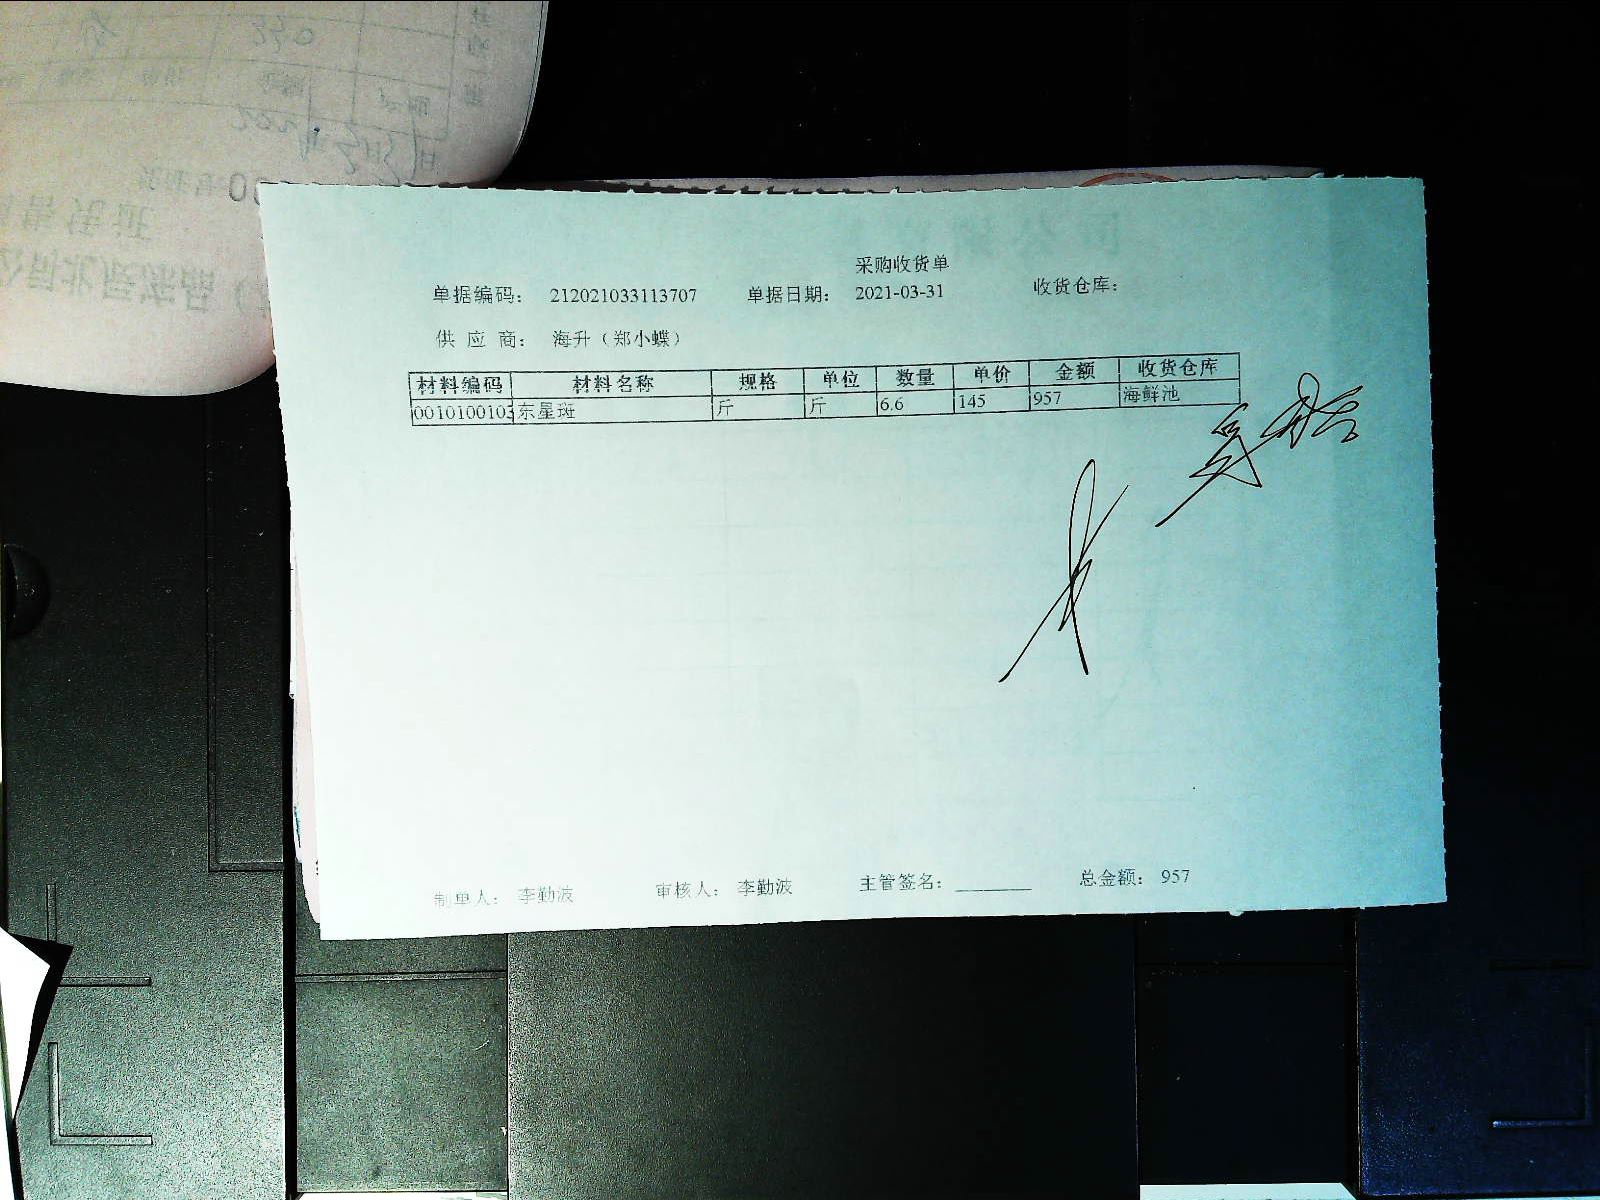 采购收货单
单据编码： 212021033113707 单据日期： 2021-03-31 收货仓库：
供 应 商： 海升（郑小蝶）
材料编码 材料名称 规格 单位 数量 单价 金额 收货仓库
0010100103 东星斑 斤 斤 6.6 145 957 海鲜池
制单人： 李勤波 审核人： 李勤波 主管签名： 总金额： 957